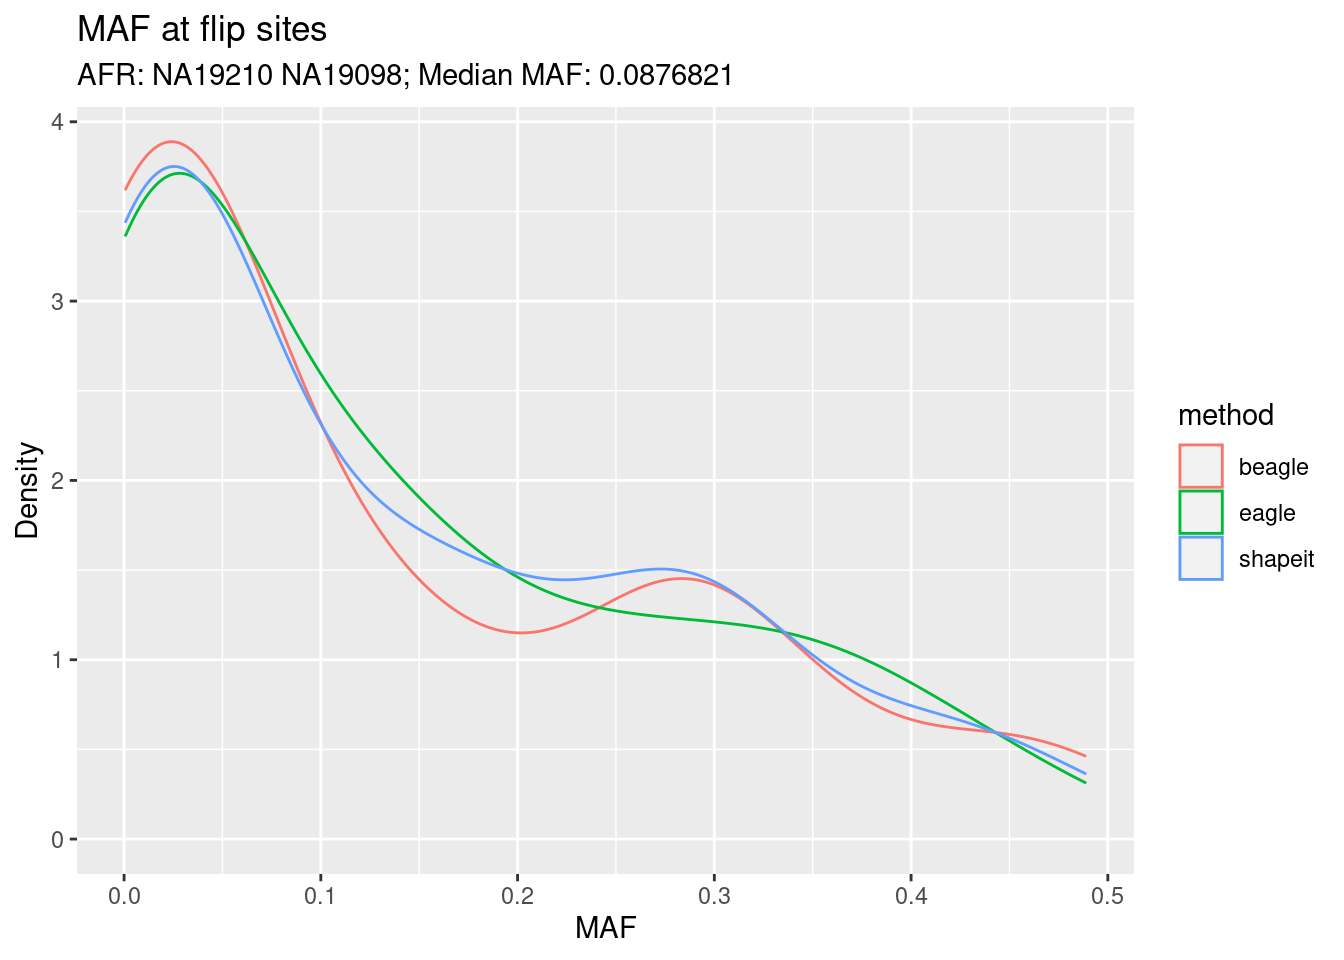 MAF at flip sites
AFR: NA19210 NA19098; Median MAF: 0.0876821
4
3
2
1
0
Density
0.0
0.1
0.2
0.3
0.4
0.5
MAF
method
beagle
eagle
shapeit